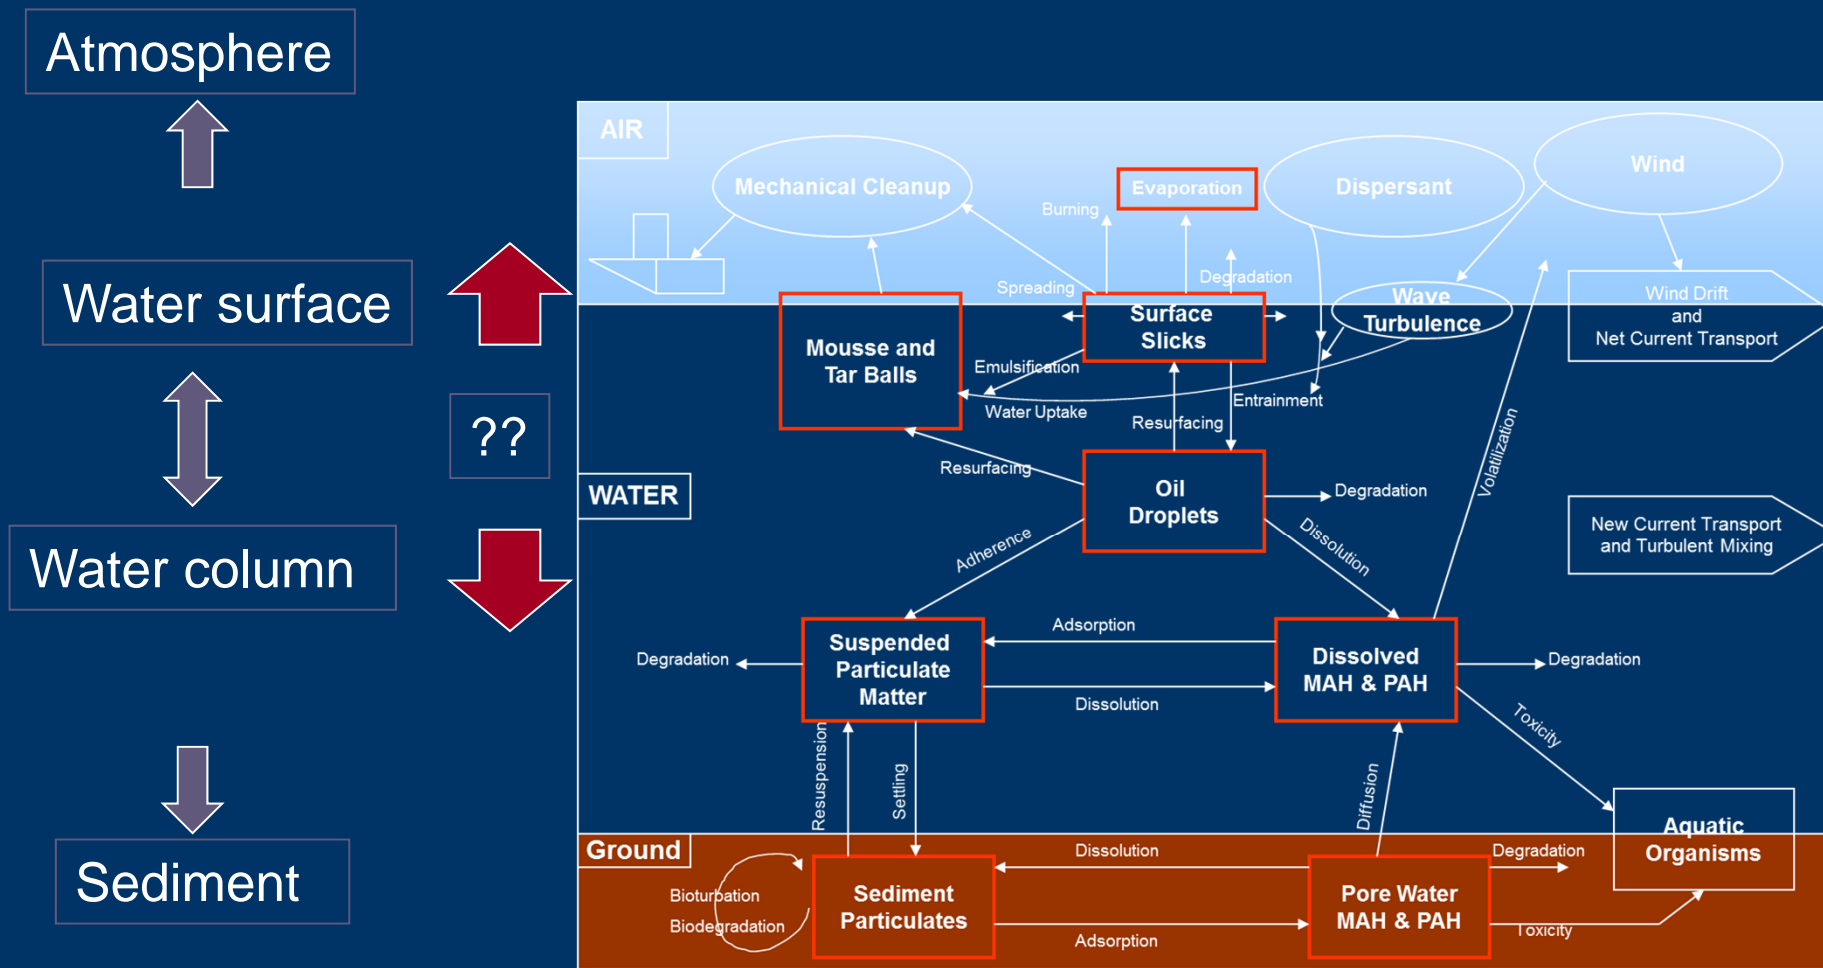 Atmosphere
Water surface
??
Water column
Sediment
AIR
Mechanical Cleanup
Evaporation
Dispersant
Wind
Burning
Degradation
Spreading
Surface
Slicks
Wave
Turbulence
Wind Drift
and
Net Current Transport
Mousse and
Tar Balls
Emulsification
Water Uptake
Entrainment
Resurfacing
Resurfacing
Volatilization
WATER
Oil
Droplets
Degradation
New Current Transport
and Turbulent Mixing
Adherence
Dissolution
Suspended
Particulate
Matter
Degradation
Adsorption
Dissolution
Dissolved
MAH & PAH
Degradation
Toxicity
Resuspension
Settling
Diffusion
Aquatic
Organisms
Ground
Bioturbation
Biodegradation
Sediment
Particulates
Dissolution
Adsorption
Pore Water
MAH & PAH
Degradation
Toxicity